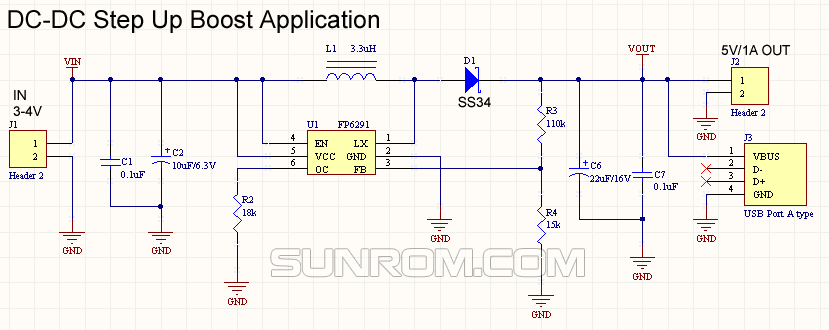 DC-DC Step Up Boost Application
VIN
L1 3.3uH
D1
SS34
VOUT
5V/1A OUT
J2
1
2
Header 2
GND
IN
3-4V
J1
1
2
Header 2
C1
0.1uF
C2
10uF/6.3V
U1 FP6291
4 EN LX 1
5 VCC GND 2
6 OC FB 3
R2
18k
R3
110k
R4
15k
C6
22uF/16V
C7
0.1uF
J3
1 VBUS
2 D-
3 D+
4 GND
USB Port A type
GND
GND
GND
GND
GND
GND
GND
SUNROM.COM